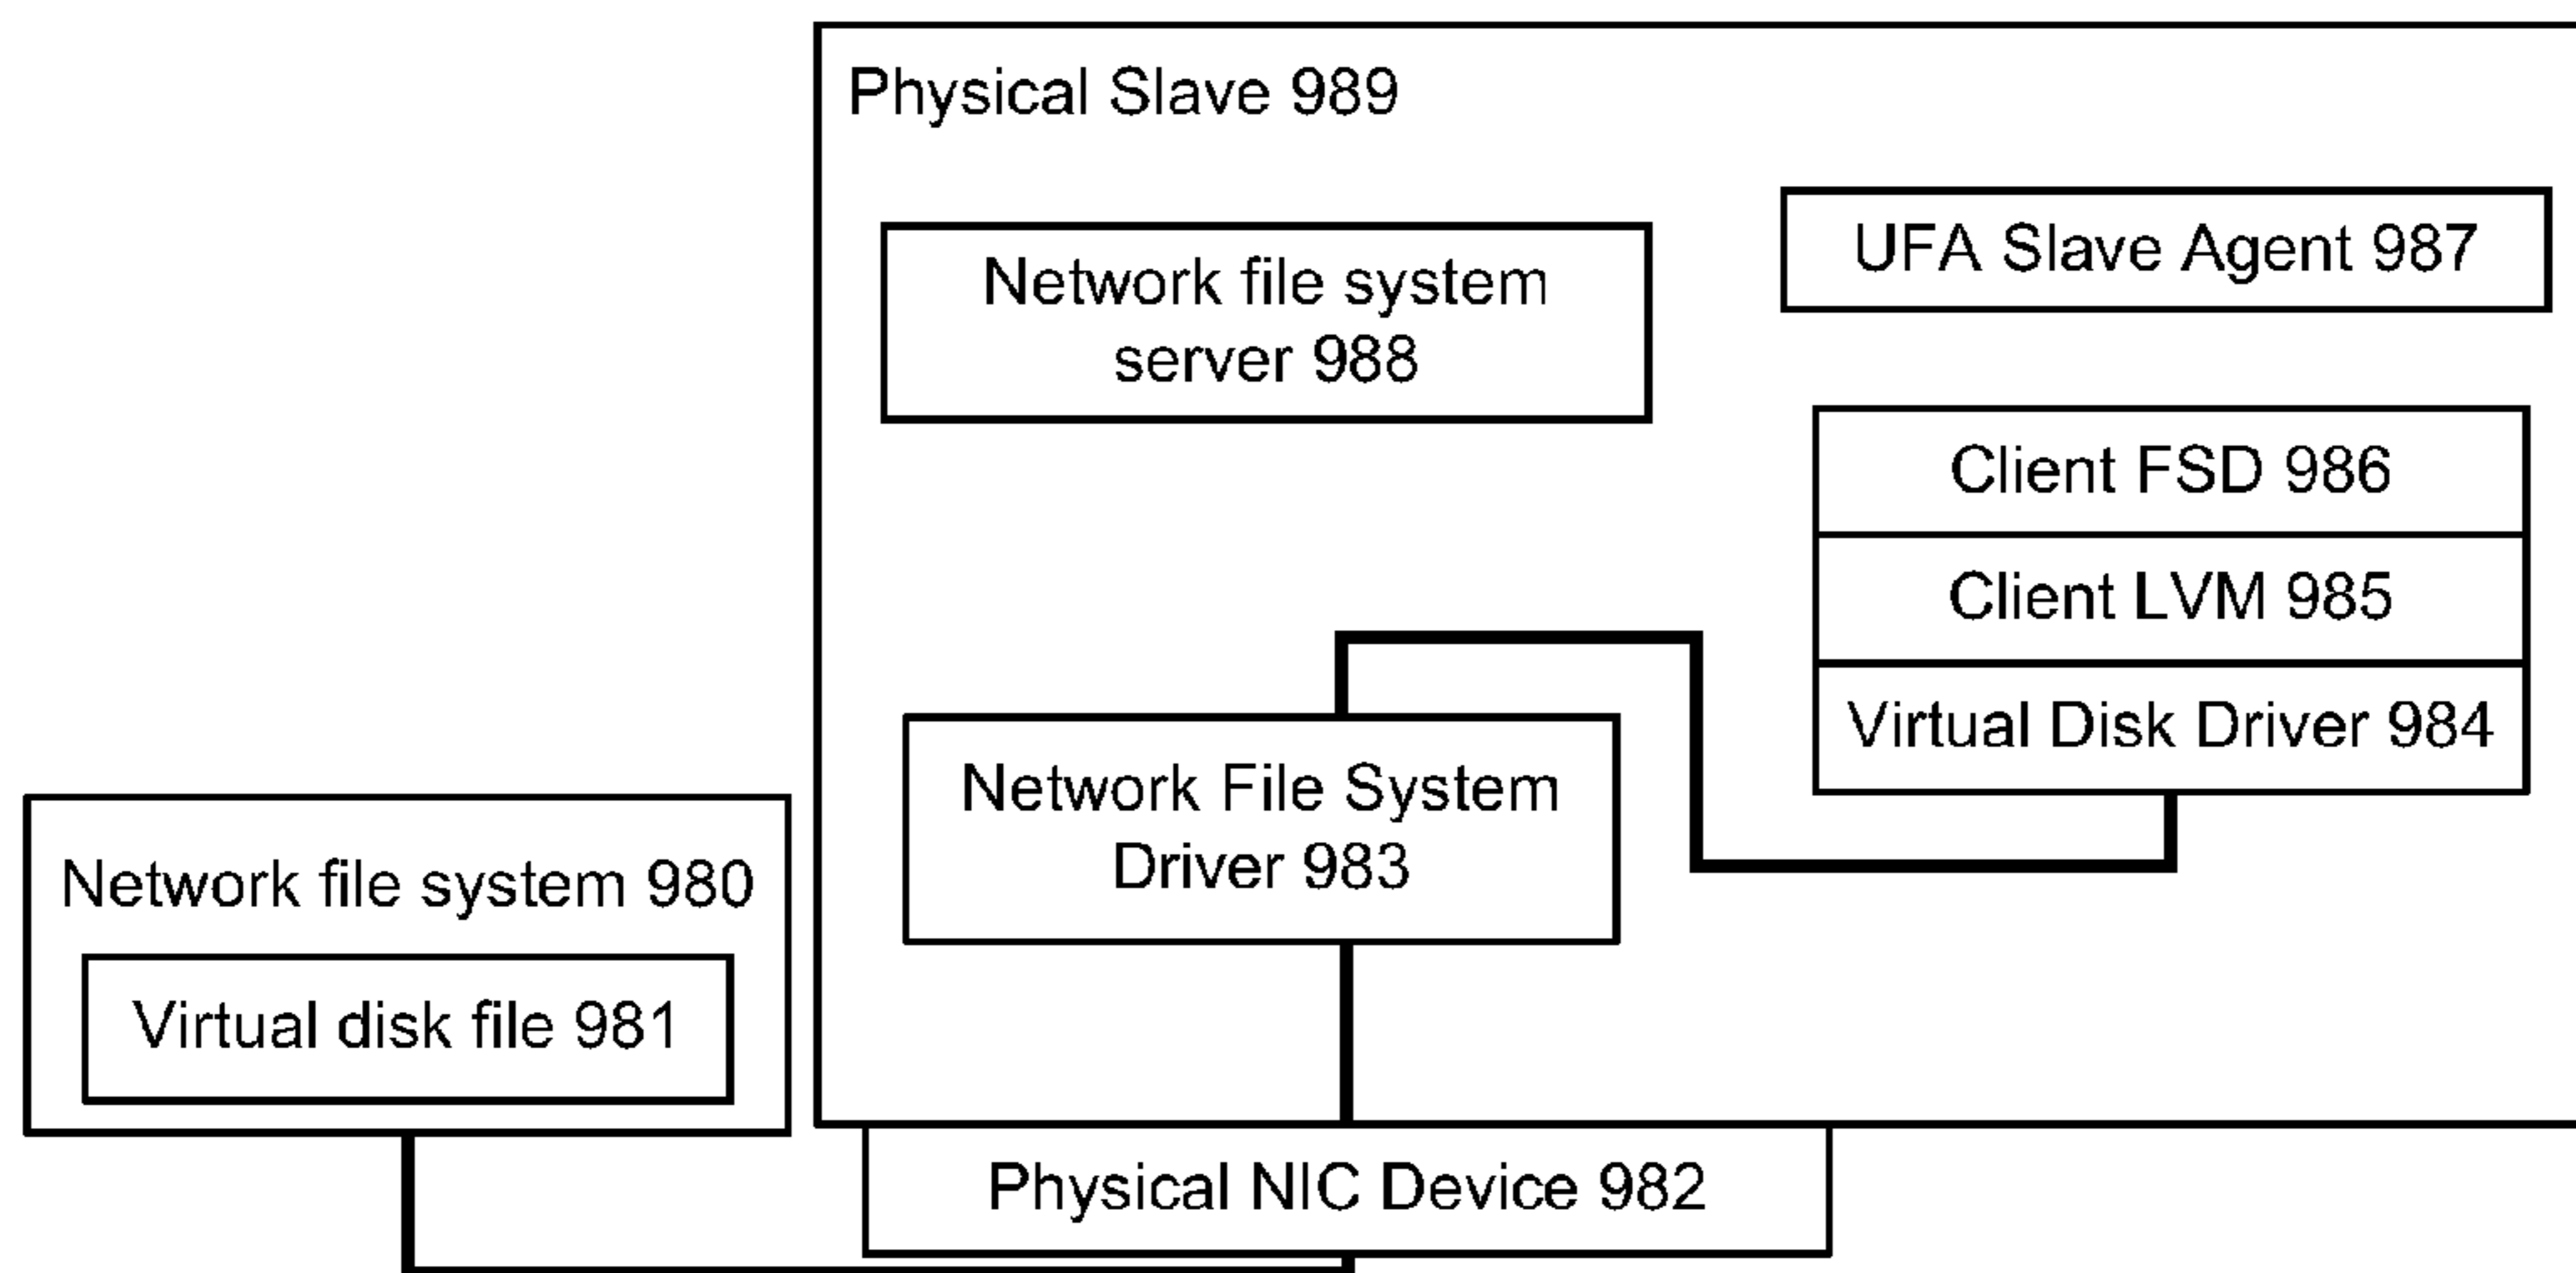 Physical Slave 989
Network file system
server 988
UFA Slave Agent 987
Client FSD 986
Client LVM 985
Virtual Disk Driver 984
Network File System
Driver 983
Network file system 980
Virtual disk file 981
Physical NIC Device 982